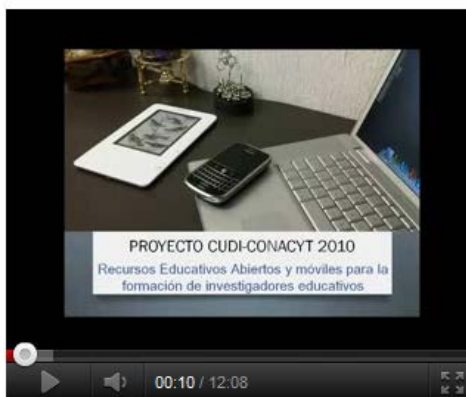 PROYECTO CUDI-CONACYT 2010
Recursos Educativos Abiertos y móviles para la
formación de investigadores educativos
00:10 / 12:08